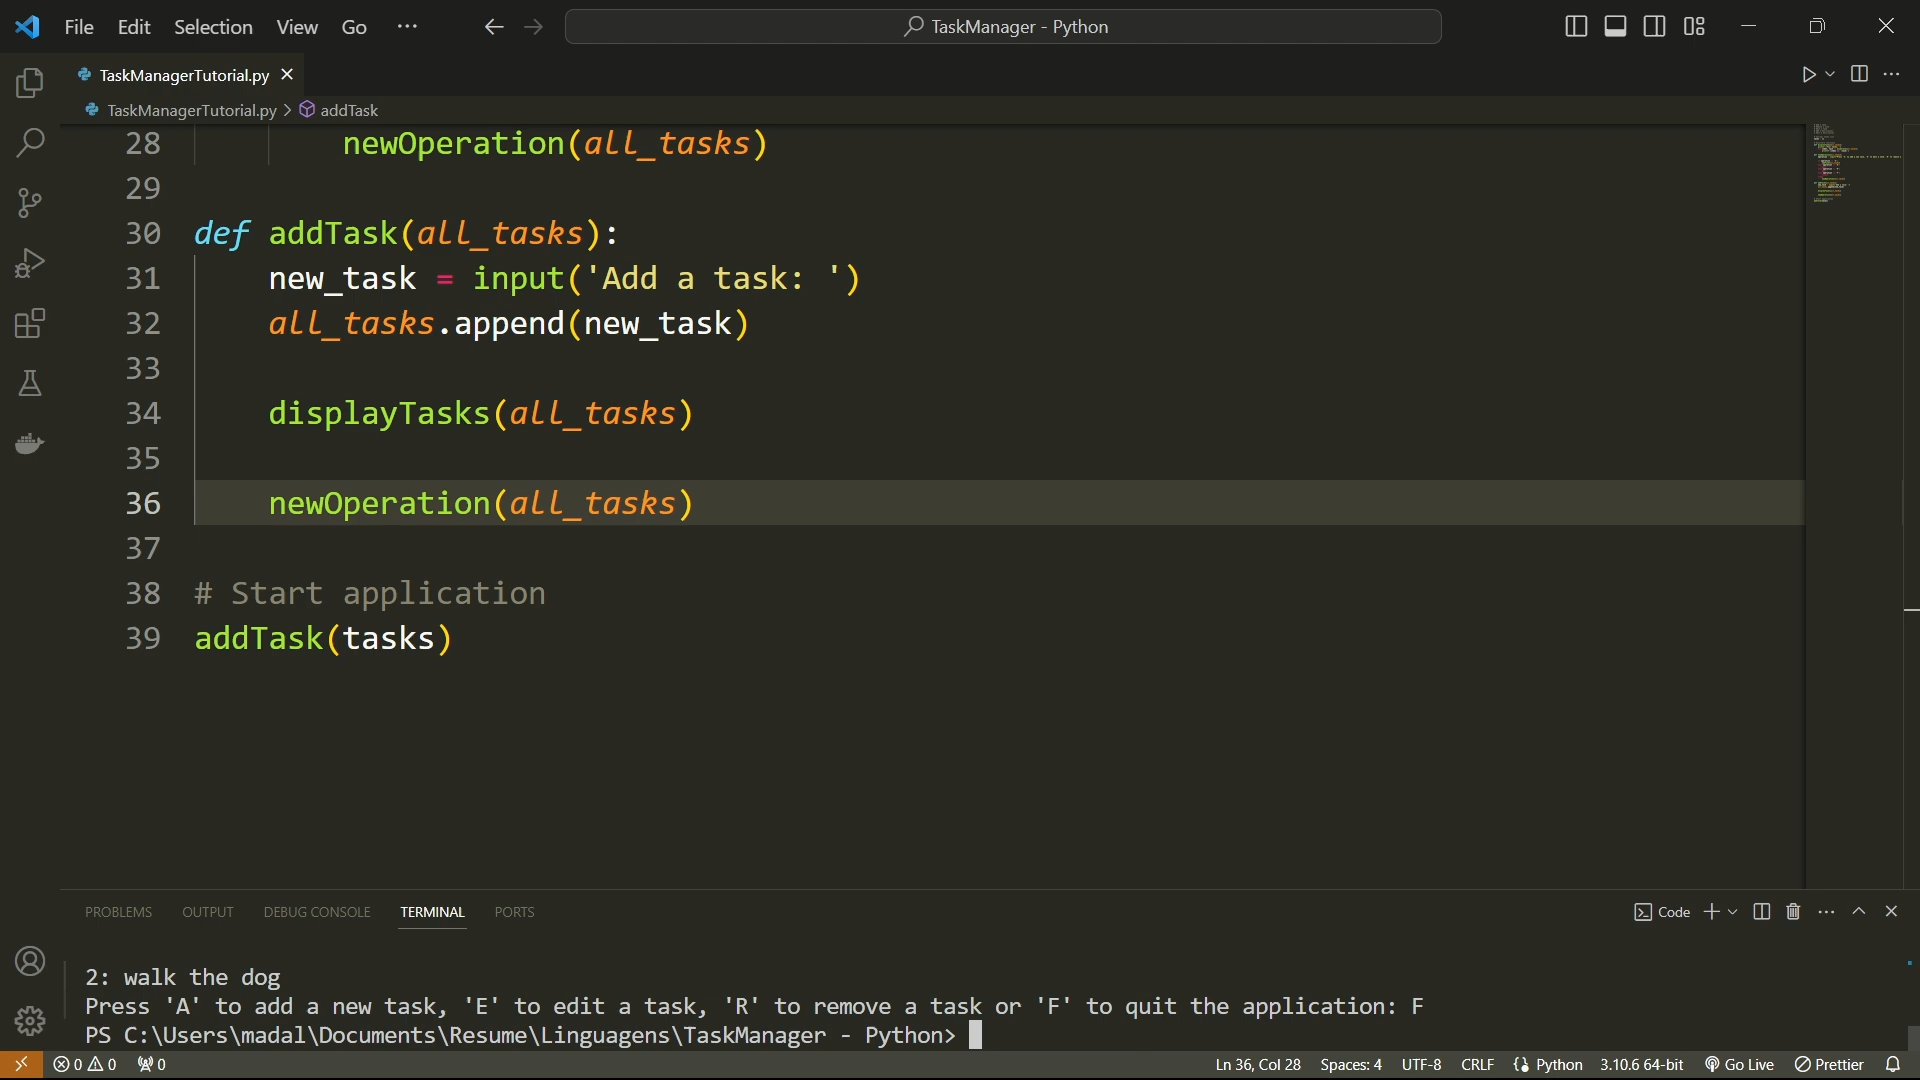 File Edit Selection View Go ··· TaskManager - Python
TaskManagerTutorial.py
TaskManagerTutorial.py > addTask
28 newOperation(all_tasks)
29
30 def addTask(all_tasks):
31 new_task = input('Add a task: ')
32 all_tasks.append(new_task)
33
34 displayTasks(all_tasks)
35
36 newOperation(all_tasks)
37
38 # Start application
39 addTask(tasks)
PROBLEMS OUTPUT DEBUG CONSOLE TERMINAL PORTS Code
2: walk the dog
Press 'A' to add a new task, 'E' to edit a task, 'R' to remove a task or 'F' to quit the application: F
PS C:\Users\madal\Documents\Resume\Linguagens\TaskManager - Python>
0 0 0 Ln 36, Col 28 Spaces: 4 UTF-8 CRLF Python 3.10.6 64-bit Go Live Prettier